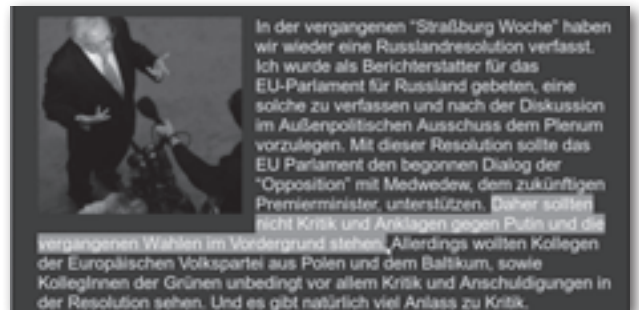 In der vergangenen “Straßburg Woche” haben
wir wieder eine Russlandresolution verfasst.
Ich wurde als Berichterstatter für das
EU-Parlament für Russland gebeten, eine
solche zu verfassen und nach der Diskussion
im Außenpolitischen Ausschuss dem Plenum
vorzulegen. Mit dieser Resolution sollte das
EU Parlament den begonnen Dialog der
“Opposition” mit Medwedew, dem zukünftigen
Premierminister, unterstützen. Daher sollten
nicht Kritik und Anklagen gegen Putin und die
vergangenen Wahlen im Vordergrund stehen. Allerdings wollten Kollegen
der Europäischen Volkspartei aus Polen und dem Baltikum, sowie
KollegInnen der Grünen unbedingt vor allem Kritik und Anschuldigungen in
der Resolution sehen. Und es gibt natürlich viel Anlass zu Kritik.